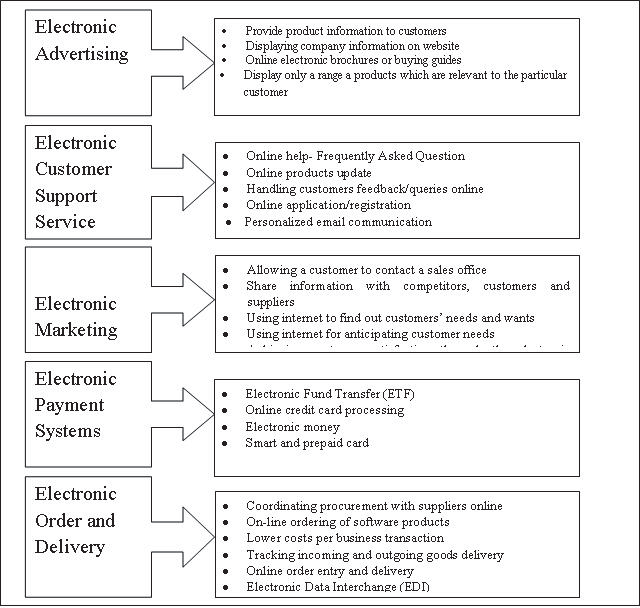 Electronic
Advertising
• Provide product information to customers
• Displaying company information on website
• Online electronic brochures or buying guides
• Display only a range a products which are relevant to the particular
customer
Electronic
Customer
Support
Service
• Online help- Frequently Asked Question
• Online products update
• Handling customers feedback/queries online
• Online application/registration
• Personalized email communication
Electronic
Marketing
• Allowing a customer to contact a sales office
• Share information with competitors, customers and
suppliers
• Using internet to find out customers’ needs and wants
• Using internet for anticipating customer needs
Electronic
Payment
Systems
• Electronic Fund Transfer (ETF)
• Online credit card processing
• Electronic money
• Smart and prepaid card
Electronic
Order and
Delivery
• Coordinating procurement with suppliers online
• On-line ordering of software products
• Lower costs per business transaction
• Tracking incoming and outgoing goods delivery
• Online order entry and delivery
• Electronic Data Interchange (EDI)